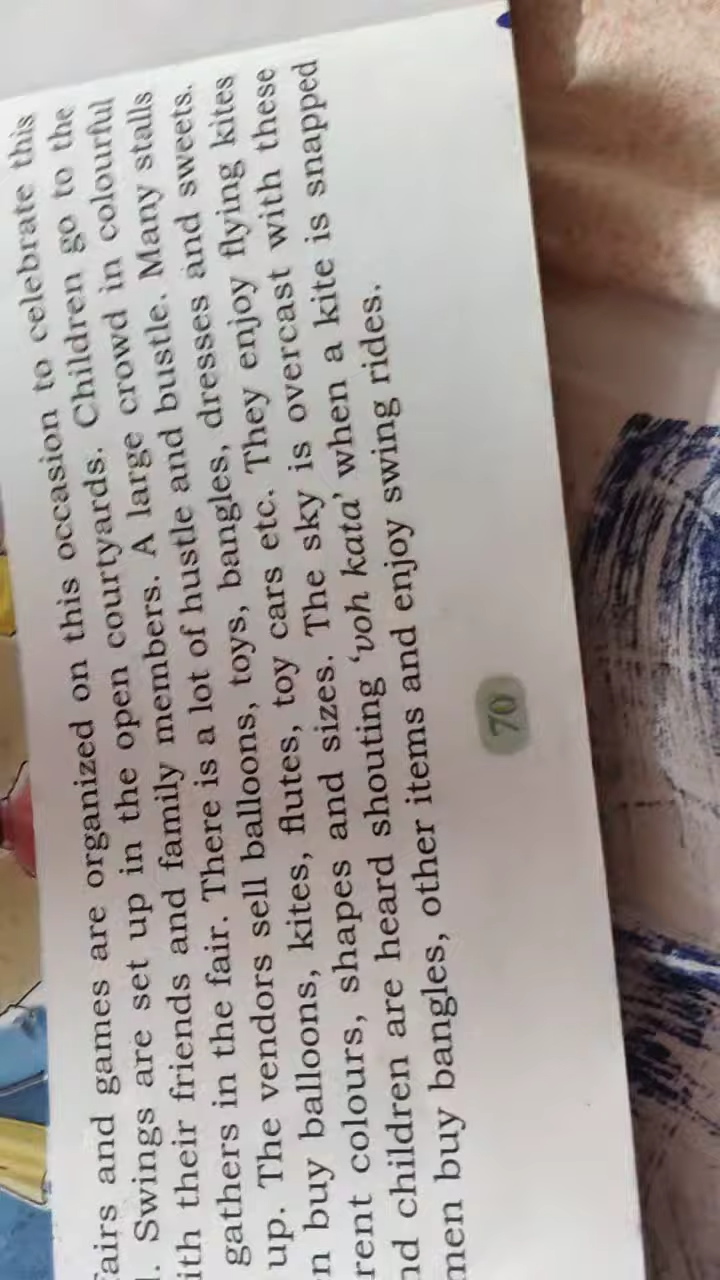 airs and games are organized on this occasion to celebrate this
. Swings are set up in the open courtyards. Children go to the
ith their friends and family members. A large crowd in colourful
gathers in the fair. There is a lot of hustle and bustle. Many stalls
up. The vendors sell balloons, toys, bangles, dresses and sweets.
n buy balloons, kites, flutes, toy cars etc. They enjoy flying kites
rent colours, shapes and sizes. The sky is overcast with these
nd children are heard shouting ‘voh kata’ when a kite is snapped
men buy bangles, other items and enjoy swing rides.
70